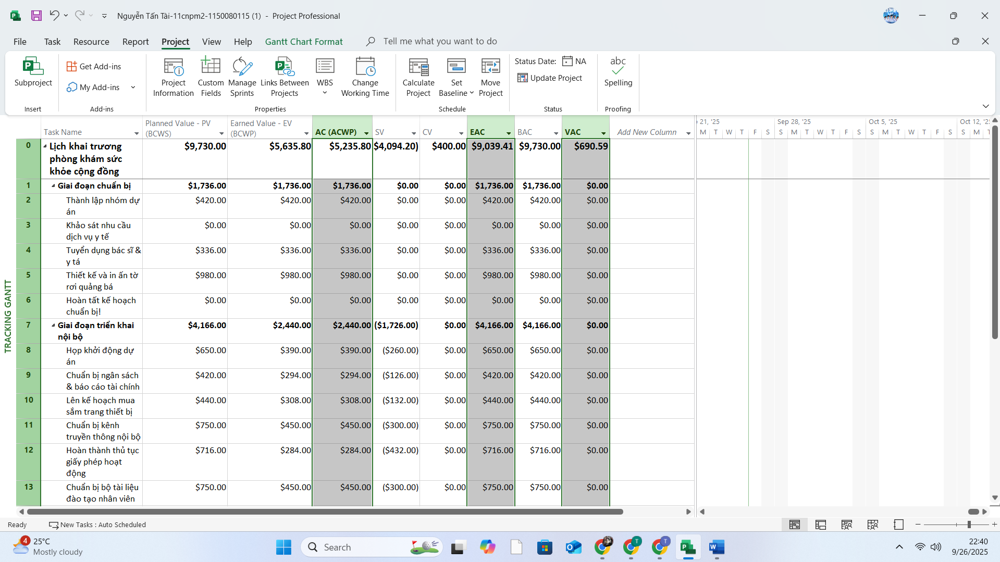 Nguyễn Tấn Tài-11cnpm2-1150080115 (1) - Project Professional
File Task Resource Report Project View Help Gantt Chart Format Tell me what you want to do
Subproject
Insert
Get Add-ins
My Add-ins
Add-ins
Project Information
Custom Fields
Manage Sprints
Links Between Projects
WBS
Change Working Time
Properties
Calculate Project
Set Baseline
Move Project
Schedule
Status Date: NA
Update Project
Status
abc
Spelling
Proofing
Task Name Planned Value - PV (BCWS) Earned Value - EV (BCWP) AC (ACWP) SV CV EAC BAC VAC Add New Column
21, '25 Sep 28, '25 Oct 5, '25 Oct 12, '2
M T W T F S S M T W T F S S M T W T F S S M
0 Lịch khai trương phòng khám sức khỏe cộng đồng $9,730.00 $5,635.80 $5,235.80 $4,094.20) $400.00 $9,039.41 $9,730.00 $690.59
1 Giai đoạn chuẩn bị $1,736.00 $1,736.00 $1,736.00 $0.00 $0.00 $1,736.00 $1,736.00 $0.00
2 Thành lập nhóm dự án $420.00 $420.00 $420.00 $0.00 $0.00 $420.00 $420.00 $0.00
3 Khảo sát nhu cầu dịch vụ y tế $0.00 $0.00 $0.00 $0.00 $0.00 $0.00 $0.00 $0.00
4 Tuyển dụng bác sĩ & y tá $336.00 $336.00 $336.00 $0.00 $0.00 $336.00 $336.00 $0.00
5 Thiết kế và in ấn tờ rơi quảng bá $980.00 $980.00 $980.00 $0.00 $0.00 $980.00 $980.00 $0.00
6 Hoàn tất kế hoạch chuẩn bị! $0.00 $0.00 $0.00 $0.00 $0.00 $0.00 $0.00 $0.00
7 Giai đoạn triển khai nội bộ $4,166.00 $2,440.00 $2,440.00 ($1,726.00) $0.00 $4,166.00 $4,166.00 $0.00
8 Họp khởi động dự án $650.00 $390.00 $390.00 ($260.00) $0.00 $650.00 $650.00 $0.00
9 Chuẩn bị ngân sách & báo cáo tài chính $420.00 $294.00 $294.00 ($126.00) $0.00 $420.00 $420.00 $0.00
10 Lên kế hoạch mua sắm trang thiết bị $440.00 $308.00 $308.00 ($132.00) $0.00 $440.00 $440.00 $0.00
11 Chuẩn bị kênh truyền thông nội bộ $750.00 $450.00 $450.00 ($300.00) $0.00 $750.00 $750.00 $0.00
12 Hoàn thành thủ tục giấy phép hoạt động $716.00 $284.00 $284.00 ($432.00) $0.00 $716.00 $716.00 $0.00
13 Chuẩn bị bộ tài liệu đào tạo nhân viên $750.00 $450.00 $450.00 ($300.00) $0.00 $750.00 $750.00 $0.00
TRACKING GANTT
Ready New Tasks : Auto Scheduled
4 25°C
Mostly cloudy
Search
22:40
9/26/2025